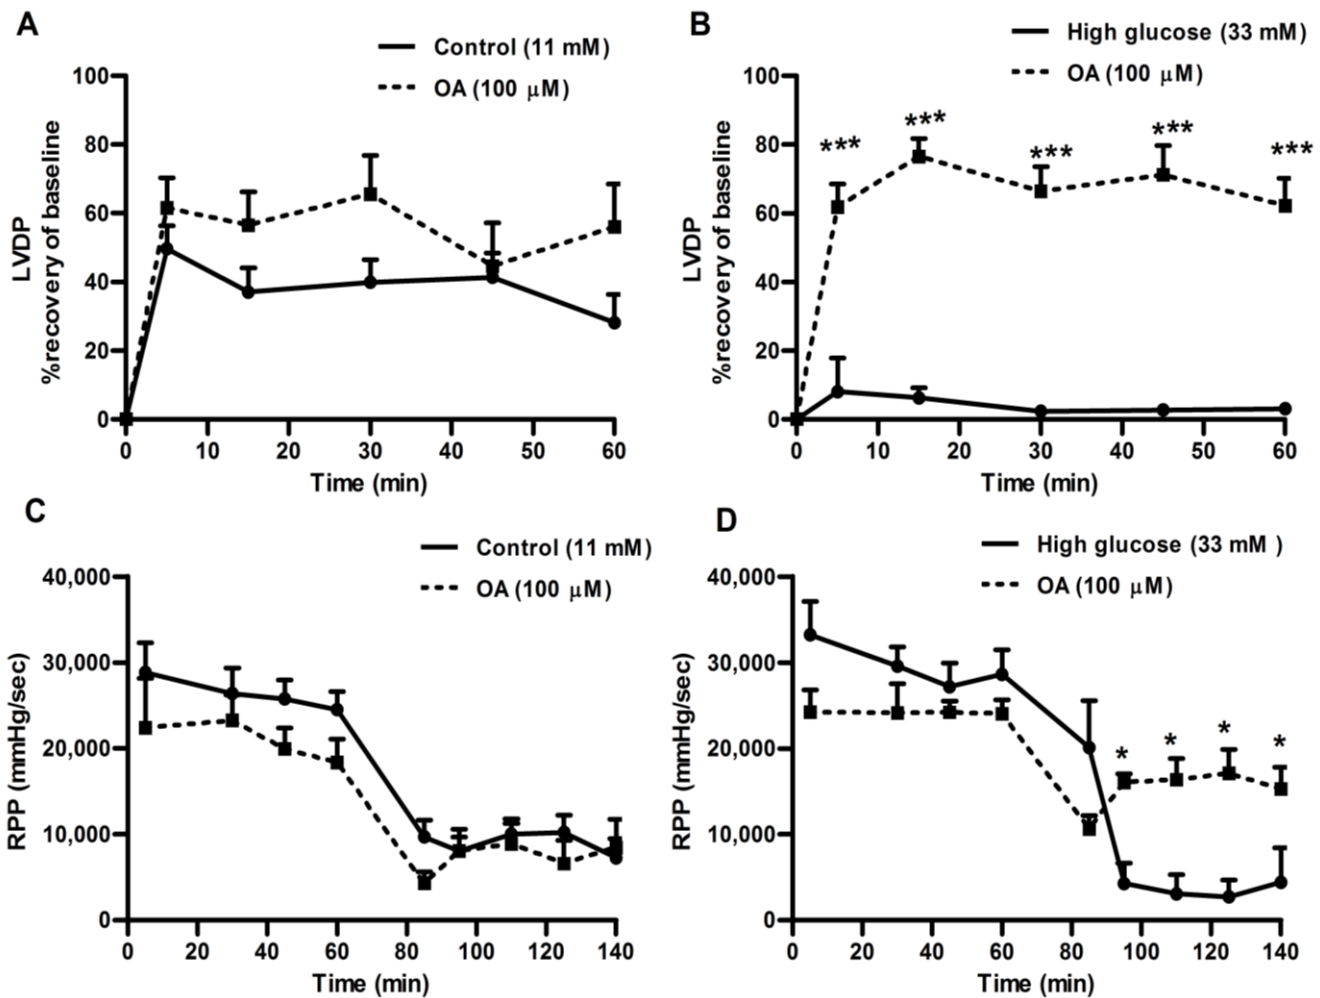 A
Control (11 mM)
OA (100 μM)
100
80
60
40
20
0
LVDP
%recovery of baseline
0 10 20 30 40 50 60
Time (min)
B
High glucose (33 mM)
OA (100 μM)
100
80
60
40
20
0
LVDP
%recovery of baseline
*** *** *** *** ***
0 10 20 30 40 50 60
Time (min)
C
Control (11 mM)
OA (100 μM)
40,000
30,000
20,000
10,000
0
RPP (mmHg/sec)
0 20 40 60 80 100 120 140
Time (min)
D
High glucose (33 mM )
OA (100 μM)
40,000
30,000
20,000
10,000
0
RPP (mmHg/sec)
* * * *
0 20 40 60 80 100 120 140
Time (min)